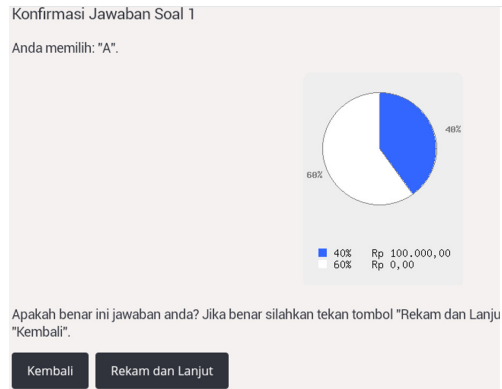 Konfirmasi Jawaban Soal 1
Anda memilih: "A".
40%
60%
40% Rp 100.000,00
60% Rp 0,00
Apakah benar ini jawaban anda? Jika benar silahkan tekan tombol "Rekam dan Lanju
"Kembali".
Kembali
Rekam dan Lanjut